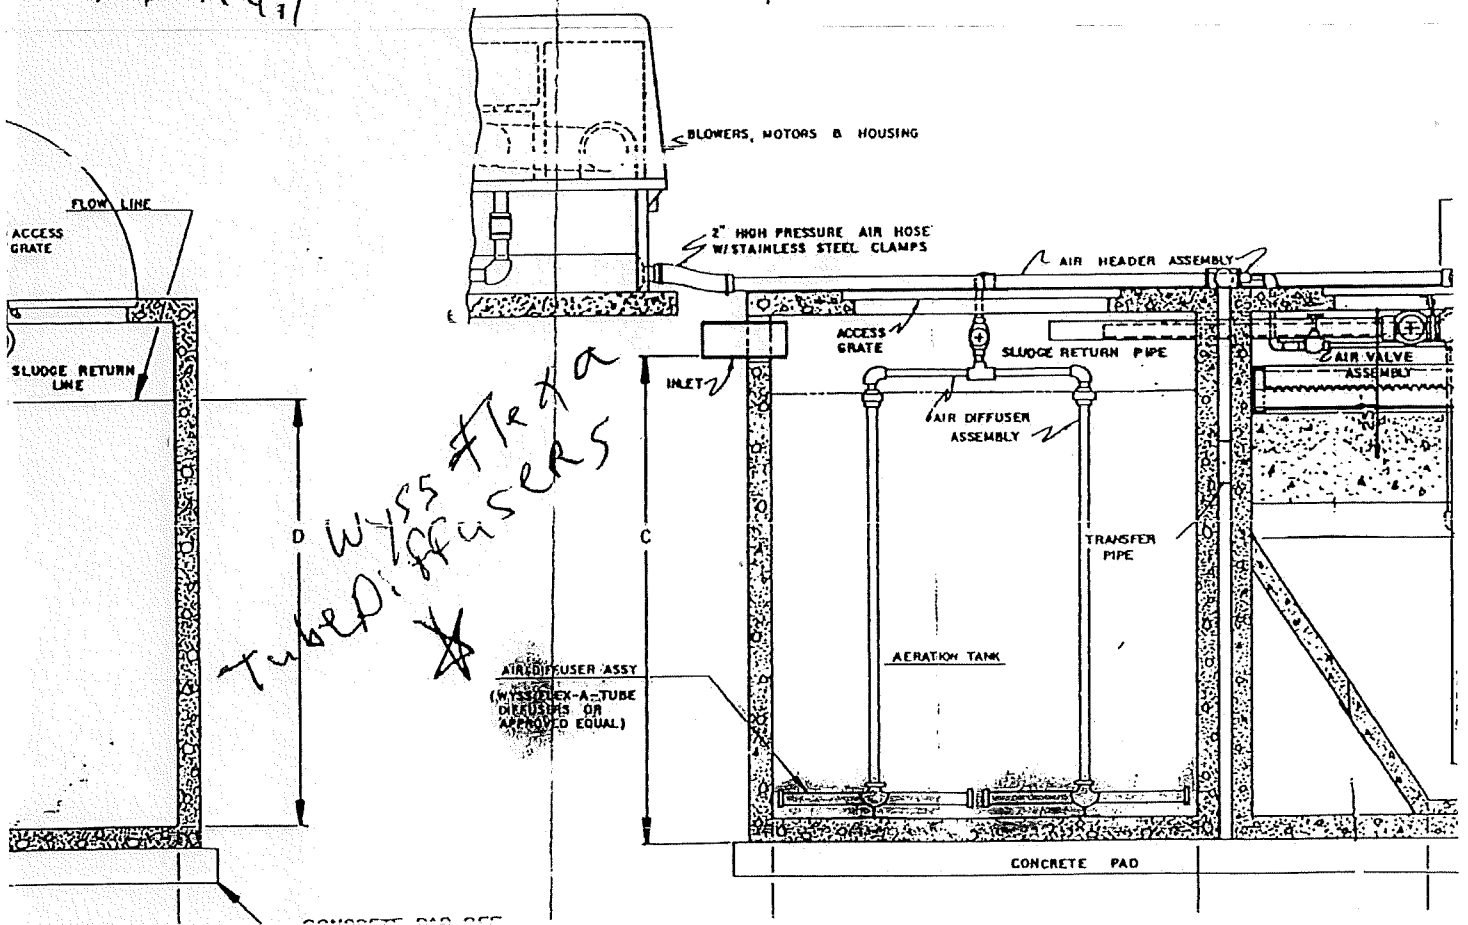 BLOWERS, MOTORS & HOUSING
FLOW LINE
ACCESS
GRATE
2" HIGH PRESSURE AIR HOSE
W/STAINLESS STEEL CLAMPS
AIR HEADER ASSEMBLY
ACCESS
GRATE
SLUDGE RETURN PIPE
AIR VALVE
ASSEMBLY
SLUDGE RETURN
LINE
INLET
AIR DIFFUSER
ASSEMBLY
Wyss Flex a
Tube Diffusers
D
C
TRANSFER
PIPE
AERATION TANK
AIR DIFFUSER ASSY
(WYSS FLEX-A-TUBE
DIFFUSERS OR
APPROVED EQUAL)
CONCRETE PAD